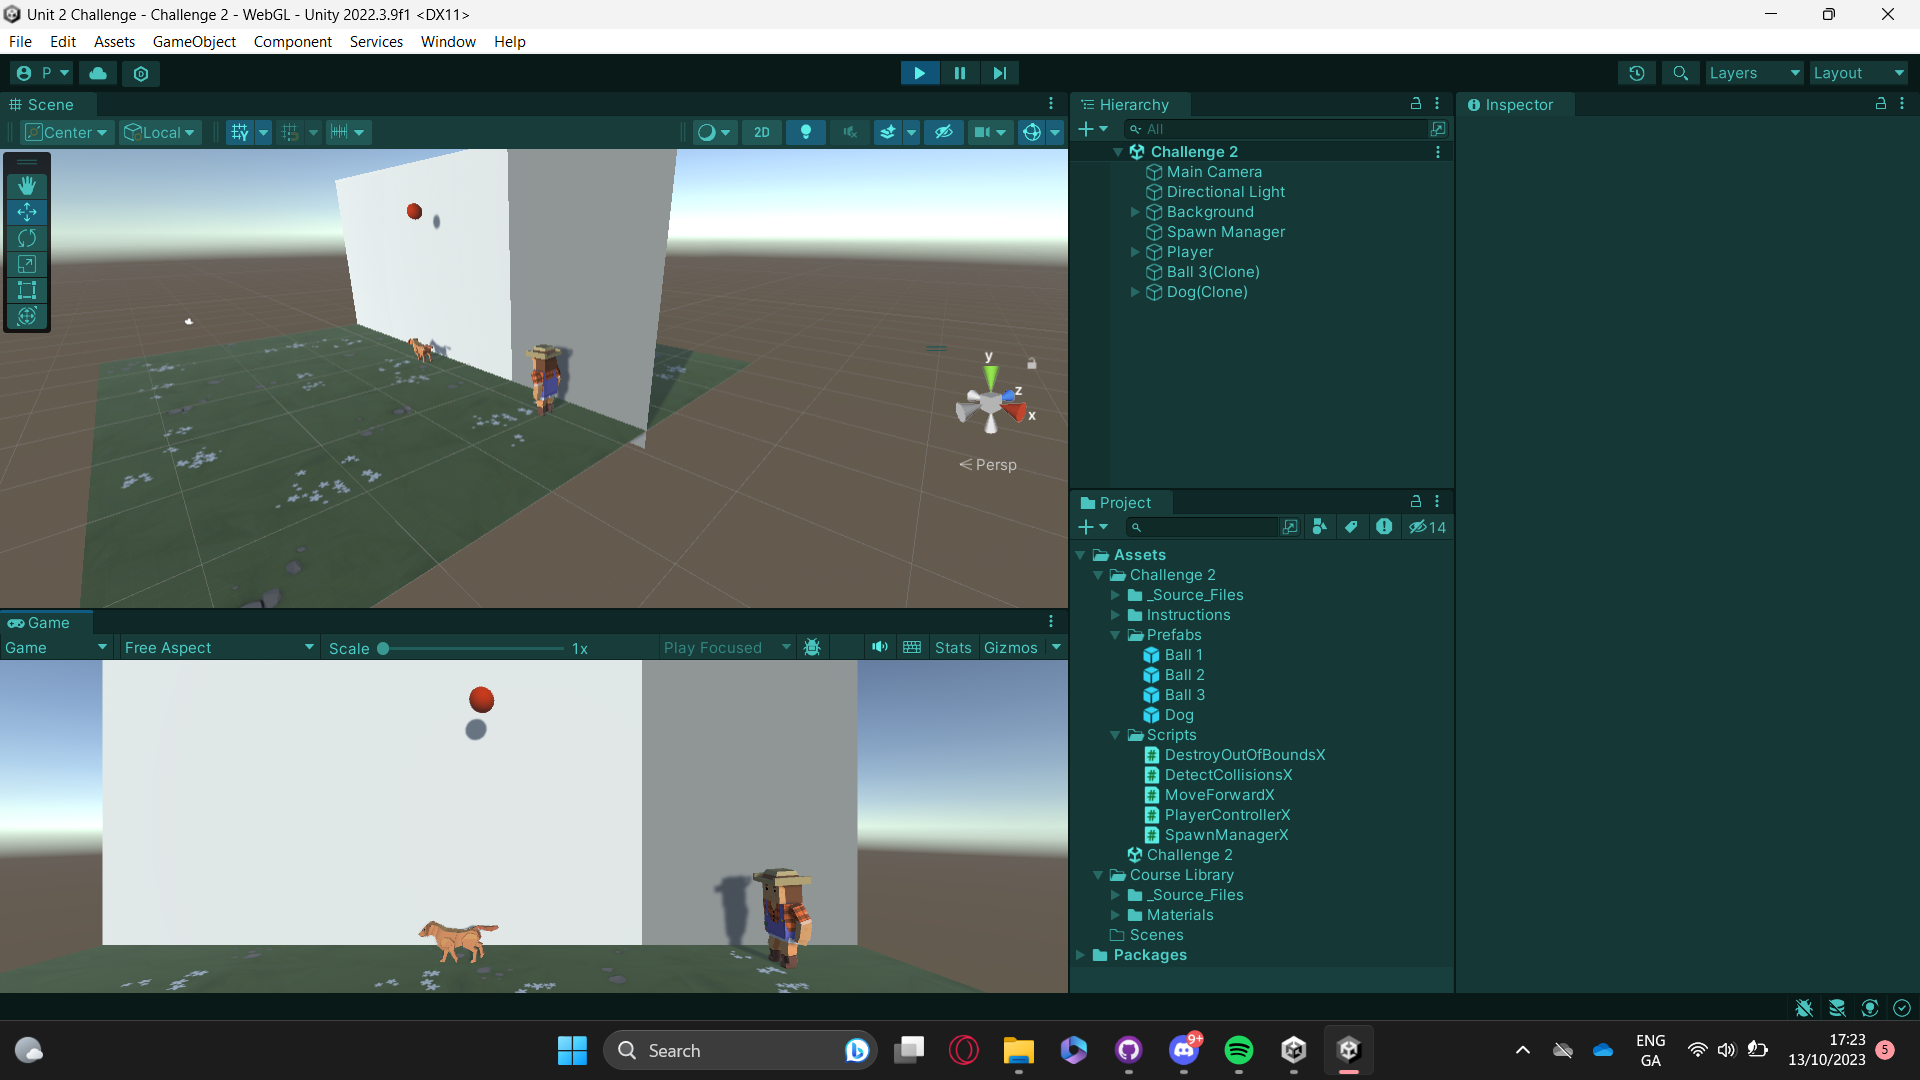 Unit 2 Challenge - Challenge 2 - WebGL - Unity 2022.3.9f1 <DX11>
File Edit Assets GameObject Component Services Window Help
P
Layers Layout
Scene
Center Local 2D
y
z
x
Persp
Hierarchy
All
Challenge 2
Main Camera
Directional Light
Background
Spawn Manager
Player
Ball 3(Clone)
Dog(Clone)
Inspector
Project
14
Assets
Challenge 2
_Source_Files
Instructions
Prefabs
Ball 1
Ball 2
Ball 3
Dog
Scripts
DestroyOutOfBoundsX
DetectCollisionsX
MoveForwardX
PlayerControllerX
SpawnManagerX
Challenge 2
Course Library
_Source_Files
Materials
Scenes
Packages
Game
Game Free Aspect Scale 1x Play Focused Stats Gizmos
Search
9+
ENG
GA
17:23
13/10/2023
5